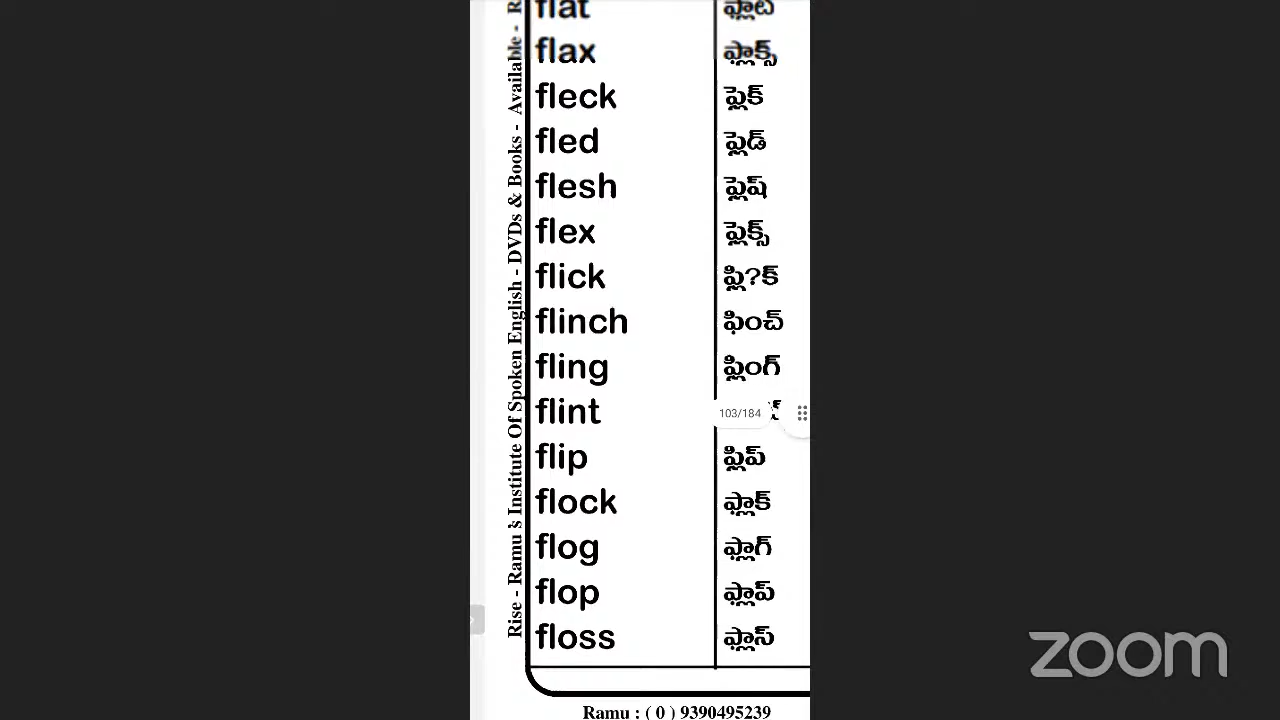 flat ఫ్లాట్
flax ఫ్లాక్స్
fleck ఫ్లెక్
fled ఫ్లెడ్
flesh ఫ్లెష్
flex ఫ్లెక్స్
flick ఫ్లి?క్
flinch ఫించ్
fling ఫ్లింగ్
flint
103/184
flip ఫ్లిప్
flock ఫ్లాక్
flog ఫ్లాగ్
flop ఫ్లాప్
floss ఫ్లాస్
Rise - Ramu's Institute Of Spoken English - DVDs & Books - Available -
Ramu : ( 0 ) 9390495239
zoom